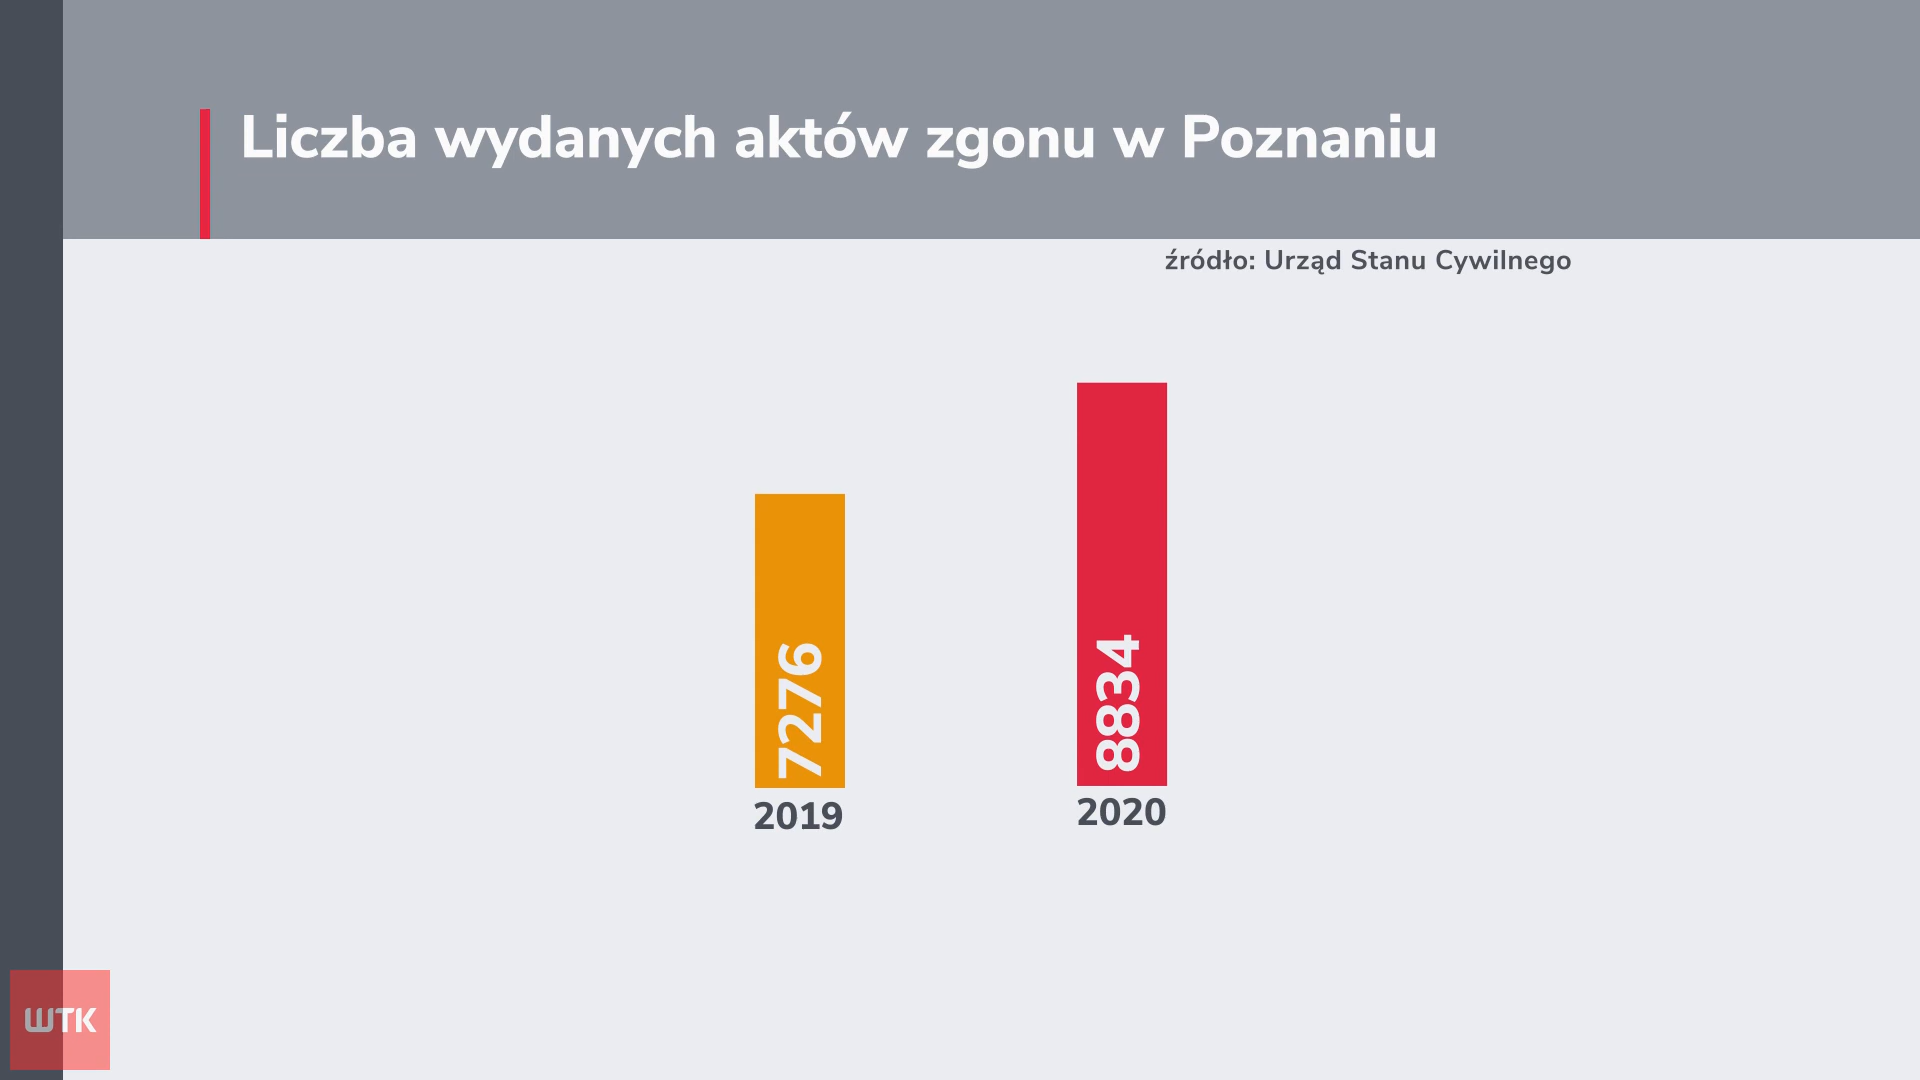 Liczba wydanych aktów zgonu w Poznaniu
źródło: Urząd Stanu Cywilnego
7276
8834
2019
2020
WTK